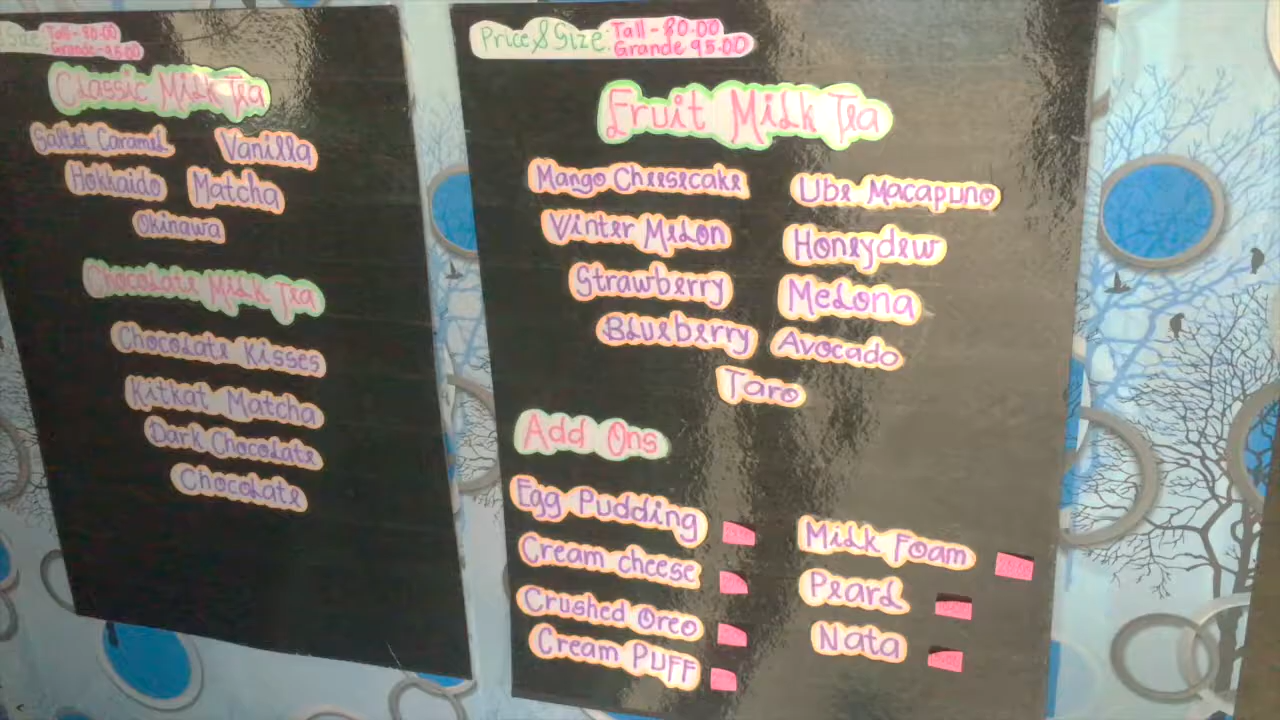 Size: Tall - 80.00
Grande - 95.00
Classic Milk Tea
Salted Caramel Vanilla
Hokkaido Matcha
Okinawa
Chocolate Milk Tea
Chocolate Kisses
Kitkat Matcha
Dark Chocolate
Chocolate
Price & Size: Tall - 80.00
Grande 95.00
Fruit Milk Tea
Mango Cheesecake Ube Macapuno
Winter Melon Honeydew
Strawberry Melona
Blueberry Avocado
Taro
Add Ons
Egg Pudding Milk Foam
Cream cheese Pearl
Crushed Oreo Nata
Cream Puff